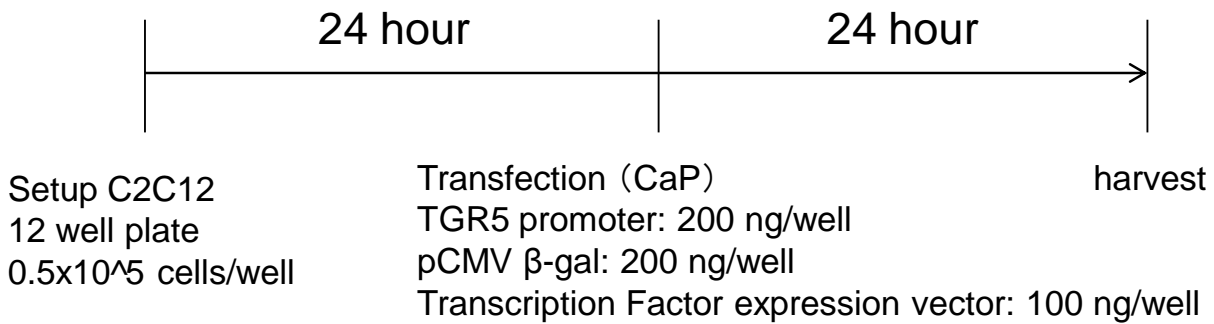 24 hour
24 hour
Setup C2C12
12 well plate
0.5x10^5 cells/well
Transfection（CaP）
TGR5 promoter: 200 ng/well
pCMV β-gal: 200 ng/well
Transcription Factor expression vector: 100 ng/well
harvest